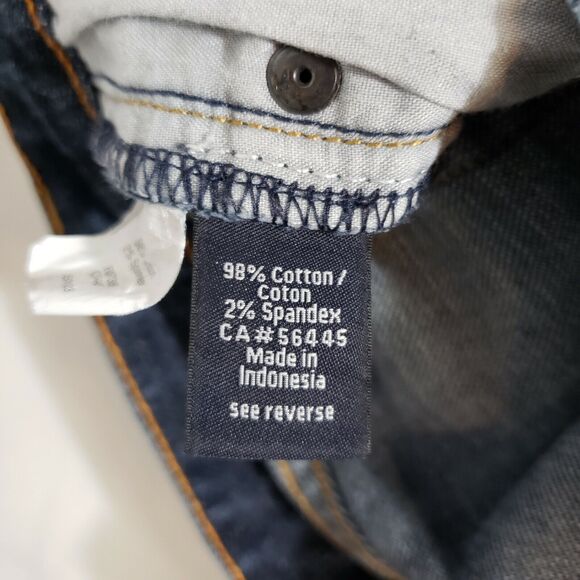 98% Cotton/
Coton
2% Spandex
CA#56445
Made in
Indonesia
see reverse